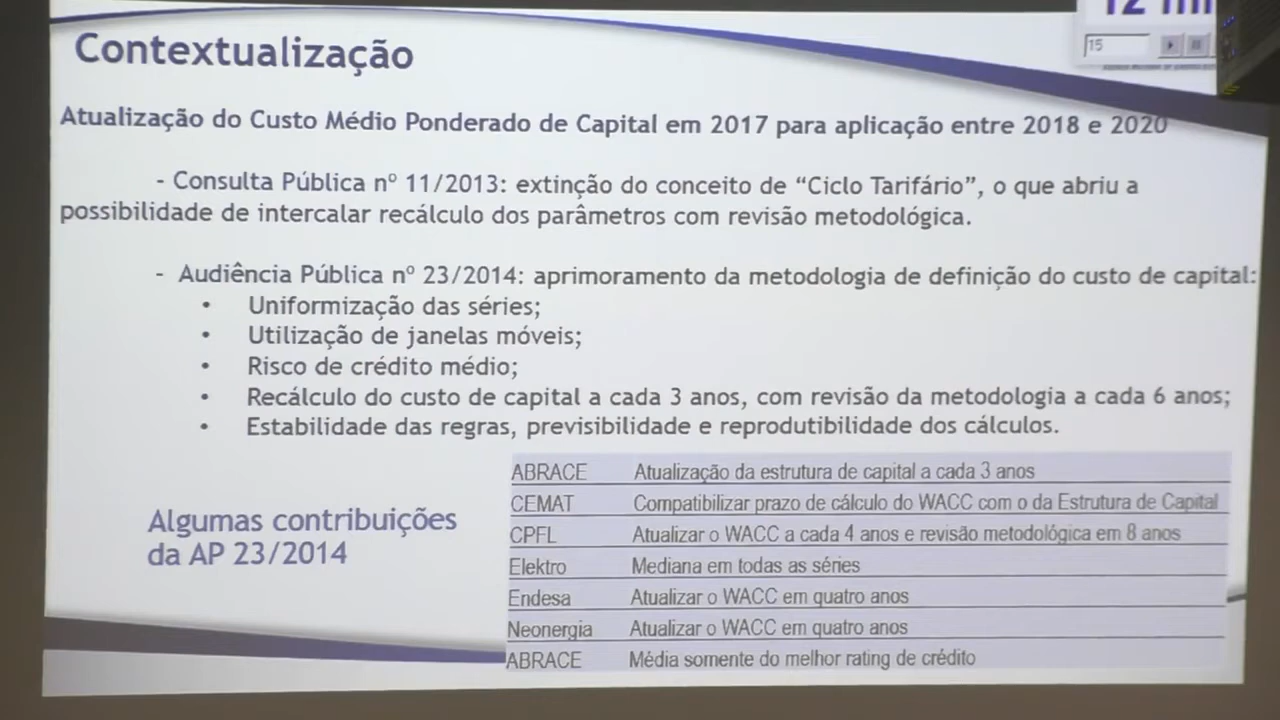 12
15
Contextualização
Atualização do Custo Médio Ponderado de Capital em 2017 para aplicação entre 2018 e 2020
- Consulta Pública nº 11/2013: extinção do conceito de “Ciclo Tarifário”, o que abriu a
possibilidade de intercalar recálculo dos parâmetros com revisão metodológica.
- Audiência Pública nº 23/2014: aprimoramento da metodologia de definição do custo de capital:
• Uniformização das séries;
• Utilização de janelas móveis;
• Risco de crédito médio;
• Recálculo do custo de capital a cada 3 anos, com revisão da metodologia a cada 6 anos;
• Estabilidade das regras, previsibilidade e reprodutibilidade dos cálculos.
Algumas contribuições
da AP 23/2014
ABRACE Atualização da estrutura de capital a cada 3 anos
CEMAT Compatibilizar prazo de cálculo do WACC com o da Estrutura de Capital
CPFL Atualizar o WACC a cada 4 anos e revisão metodológica em 8 anos
Elektro Mediana em todas as séries
Endesa Atualizar o WACC em quatro anos
Neonergia Atualizar o WACC em quatro anos
ABRACE Média somente do melhor rating de crédito